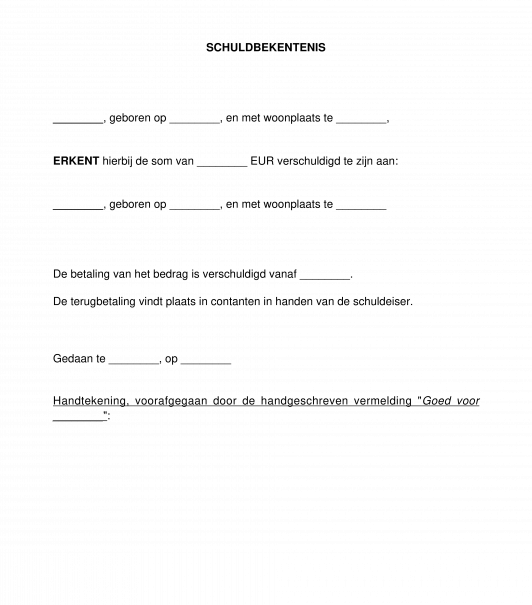 SCHULDBEKENTENIS
________, geboren op ________, en met woonplaats te ________,
ERKENT hierbij de som van ________ EUR verschuldigd te zijn aan:
________, geboren op ________, en met woonplaats te ________
De betaling van het bedrag is verschuldigd vanaf ________.
De terugbetaling vindt plaats in contanten in handen van de schuldeiser.
Gedaan te ________, op ________
Handtekening, voorafgegaan door de handgeschreven vermelding "Goed voor
________":